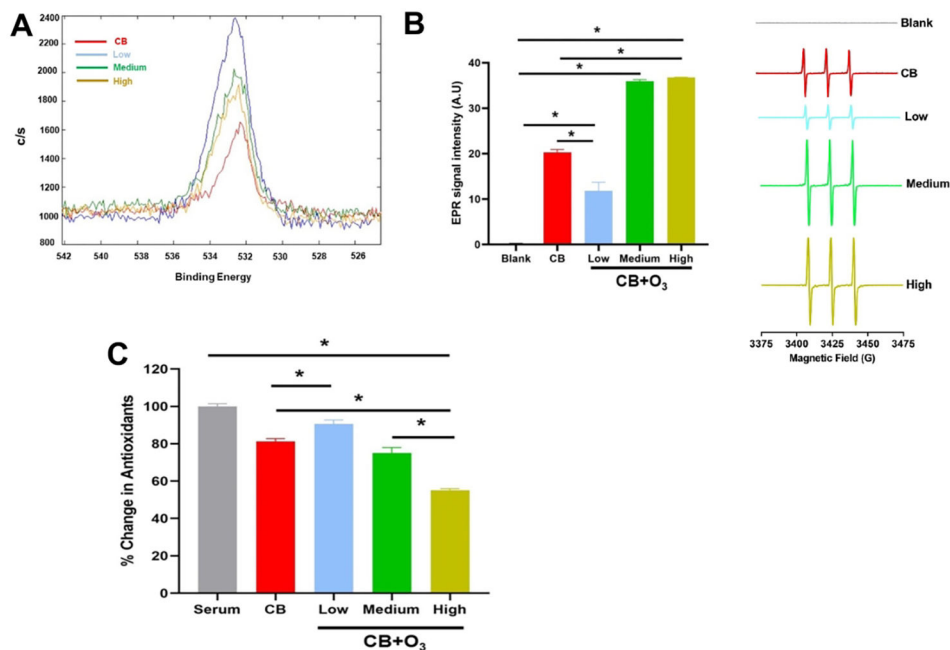 A
2400
2200
2000
1800
1600
1400
1200
1000
800
c/s
CB
Low
Medium
High
542 540 538 536 534 532 530 528 526
Binding Energy
B
EPR signal intensity (A.U)
40
30
20
10
0
*
*
*
*
*
Blank CB Low Medium High
CB+O₃
Blank
CB
Low
Medium
High
3375 3400 3425 3450 3475
Magnetic Field (G)
C
% Change in Antioxidants
120
100
80
60
40
20
0
*
*
*
*
Serum CB Low Medium High
CB+O₃